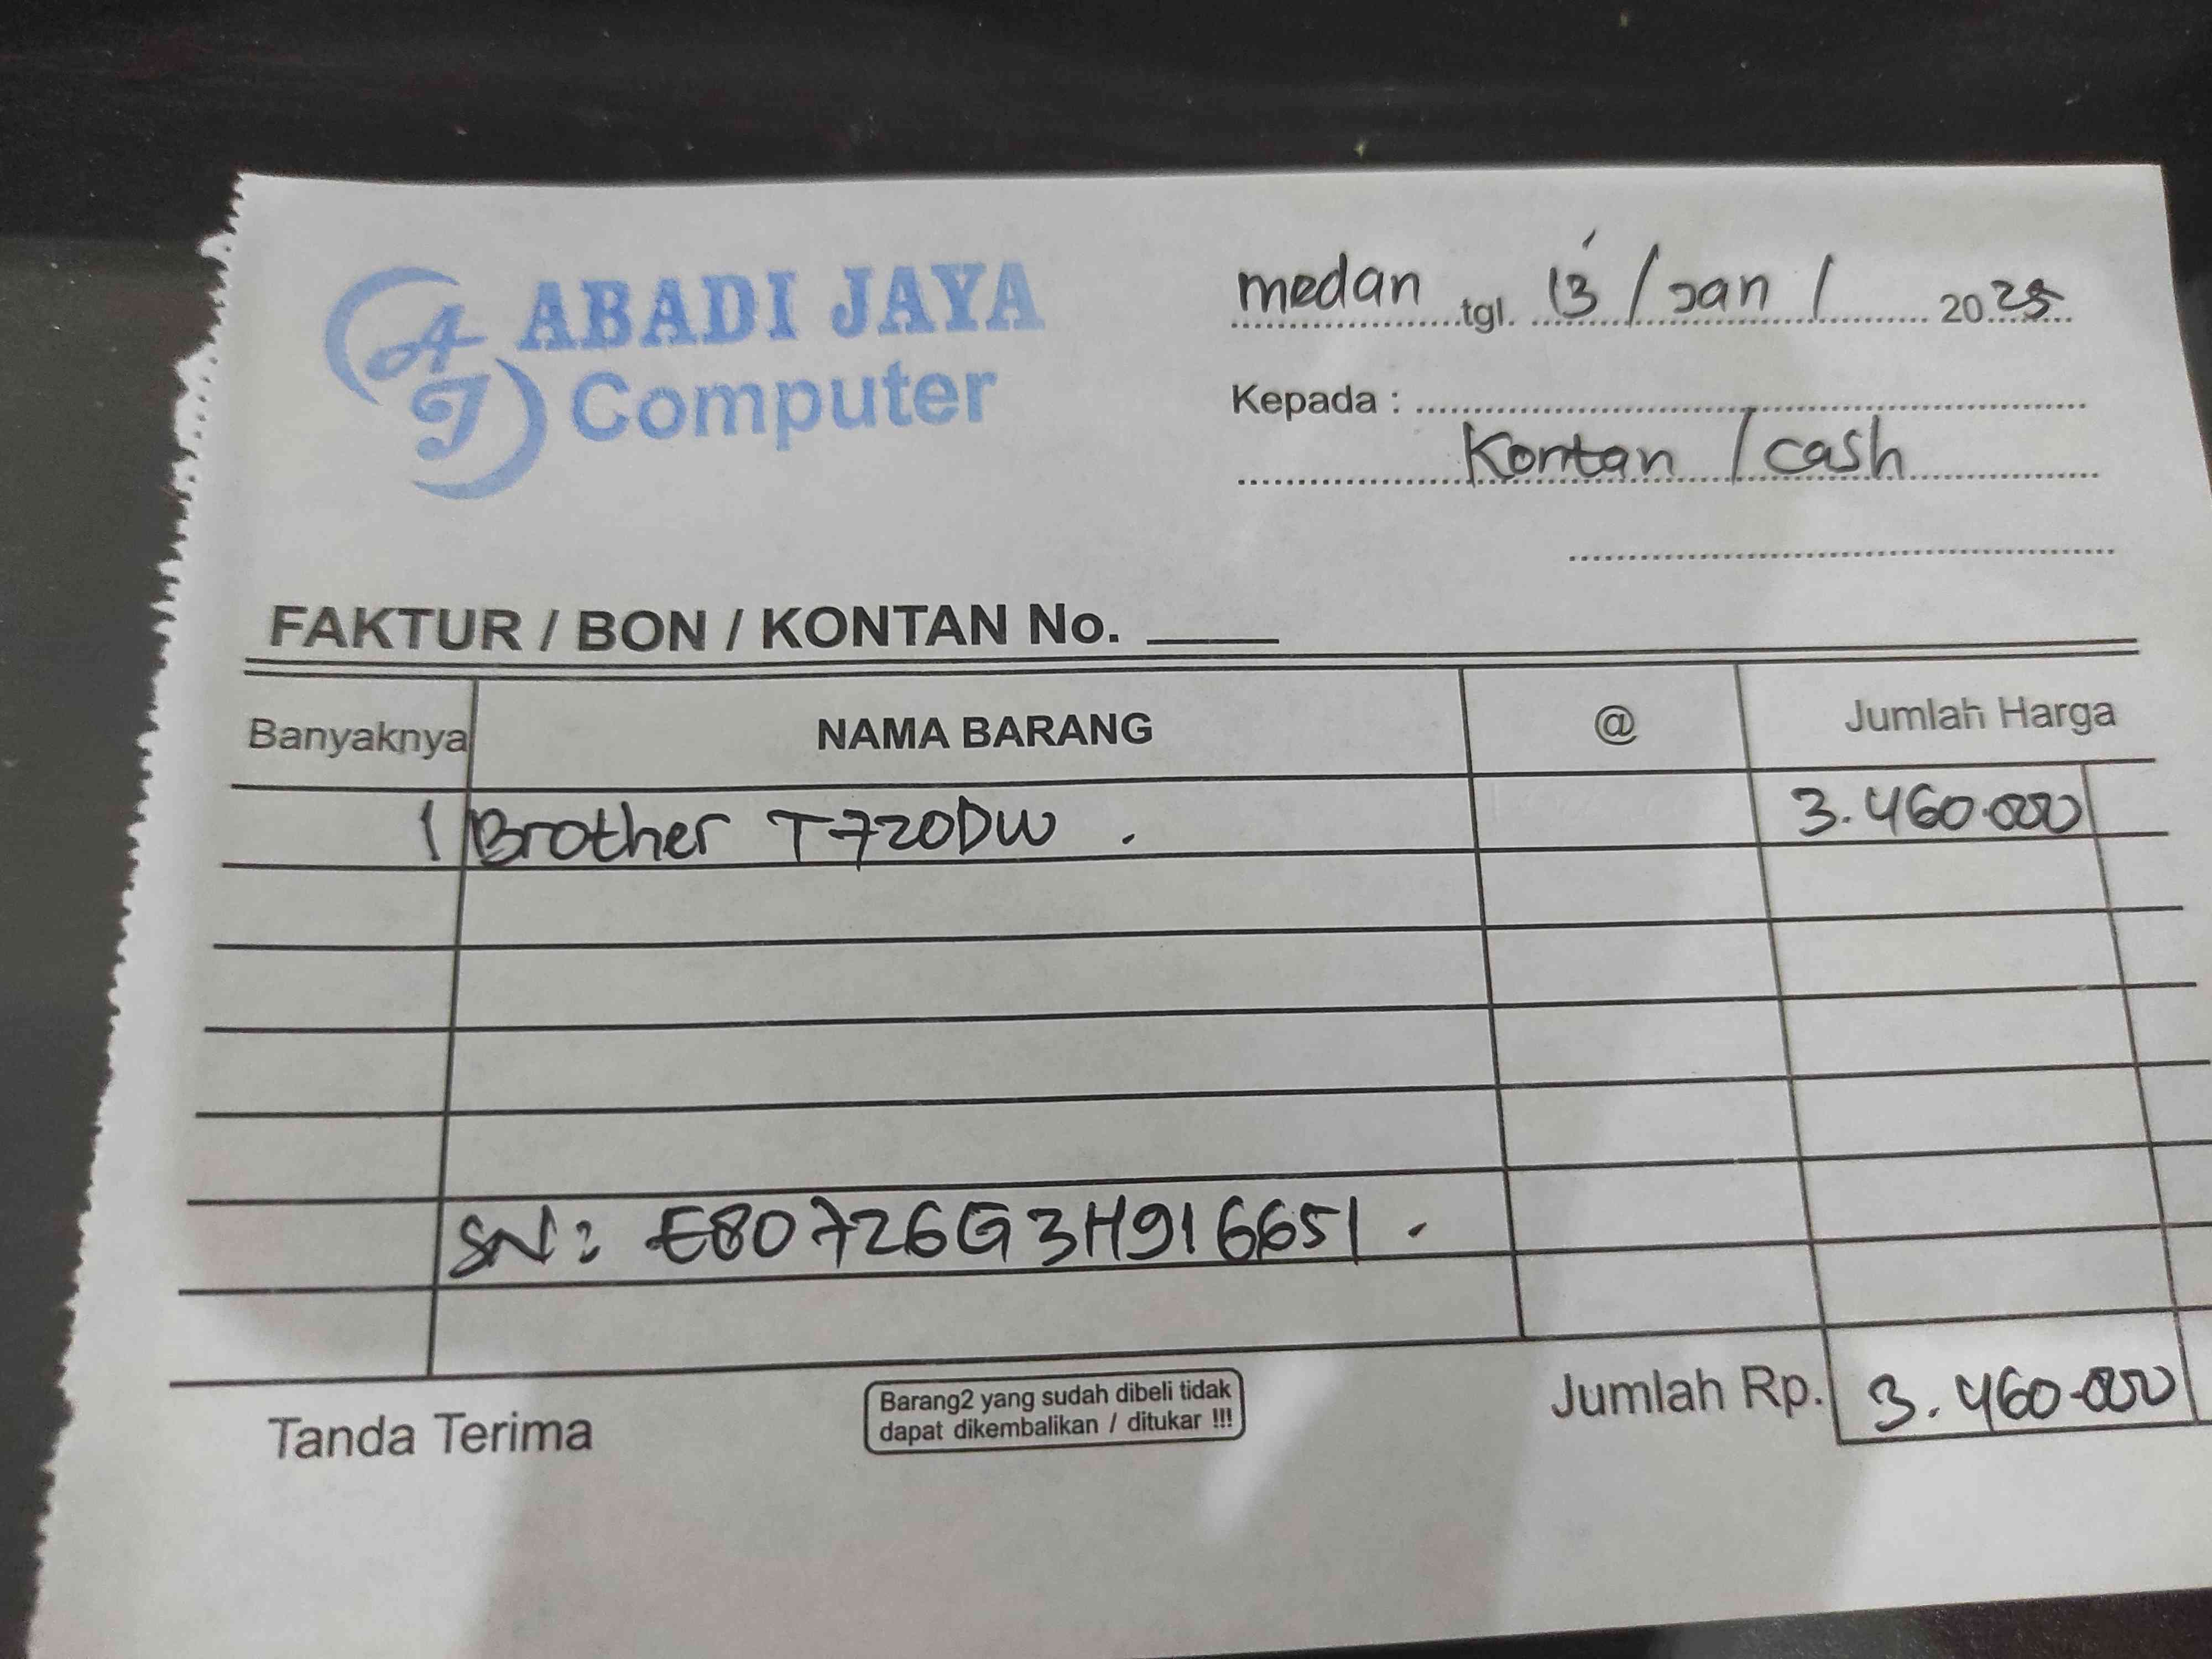 AJ ABADI JAYA
Computer
medan tgl. 13 / Jan / 2025
Kepada :
Kontan / cash
FAKTUR / BON / KONTAN No.
Banyaknya NAMA BARANG @ Jumlah Harga
1 Brother T720DW . 3.460.000
SN: E80726G3H916651 .
Tanda Terima
Barang2 yang sudah dibeli tidak
dapat dikembalikan / ditukar !!!
Jumlah Rp. 3.460.000